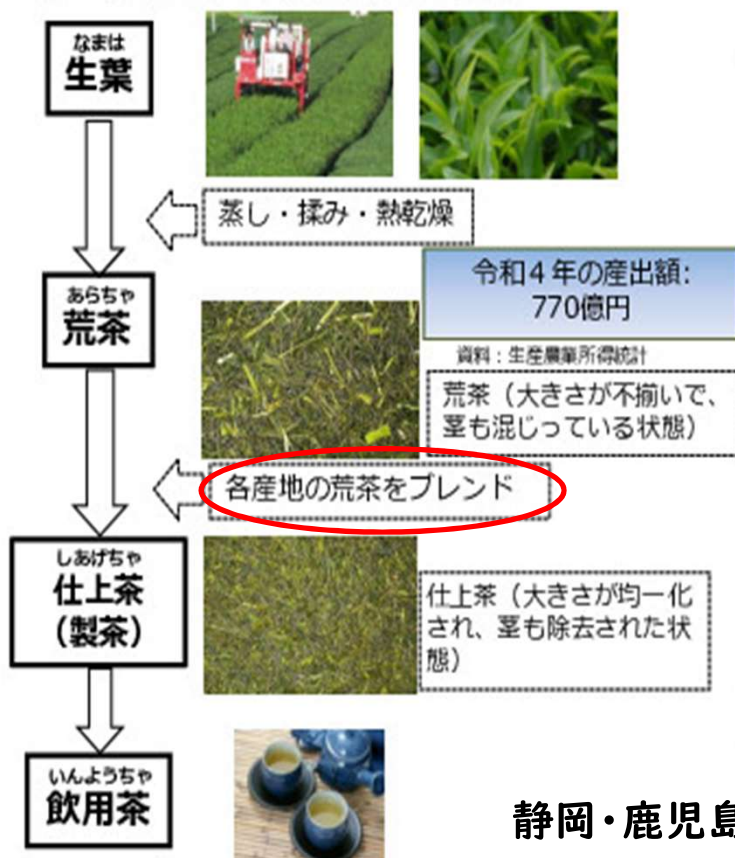 なまは
生葉
蒸し・揉み・熱乾燥
令和4年の産出額:
770億円
資料：生産農業所得統計
あらちゃ
荒茶
荒茶（大きさが不揃いで、
茎も混じっている状態）
各産地の荒茶をブレンド
しあげちゃ
仕上茶
（製茶）
仕上茶（大きさが均一化
され、茎も除去された状
態）
いんようちゃ
飲用茶
静岡・鹿児島